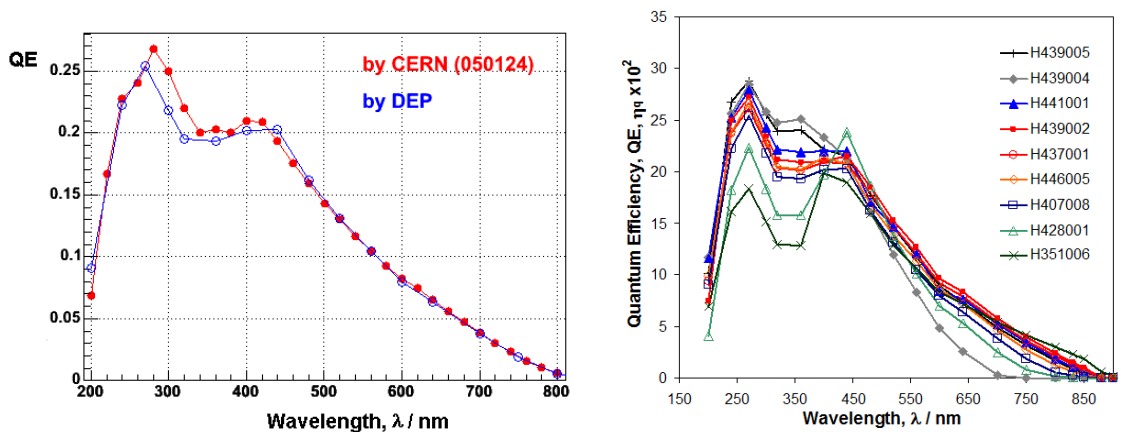 QE
by CERN (050124)
by DEP
0.25
0.2
0.15
0.1
0.05
0
200 300 400 500 600 700 800
Wavelength, λ / nm
Quantum Efficiency, QE, ηq x10²
35
30
25
20
15
10
5
0
150 250 350 450 550 650 750 850
Wavelength, λ / nm
H439005
H439004
H441001
H439002
H437001
H446005
H407008
H428001
H351006